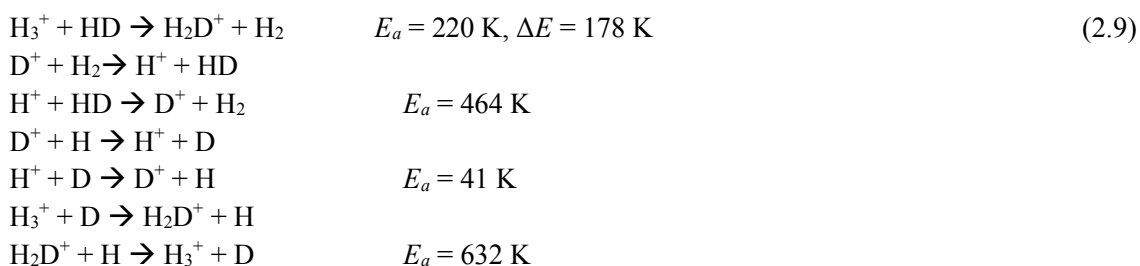 H₃⁺ + HD → H₂D⁺ + H₂ Eₐ = 220 K, ΔE = 178 K (2.9)
D⁺ + H₂→ H⁺ + HD
H⁺ + HD → D⁺ + H₂ Eₐ = 464 K
D⁺ + H → H⁺ + D
H⁺ + D → D⁺ + H Eₐ = 41 K
H₃⁺ + D → H₂D⁺ + H
H₂D⁺ + H → H₃⁺ + D Eₐ = 632 K